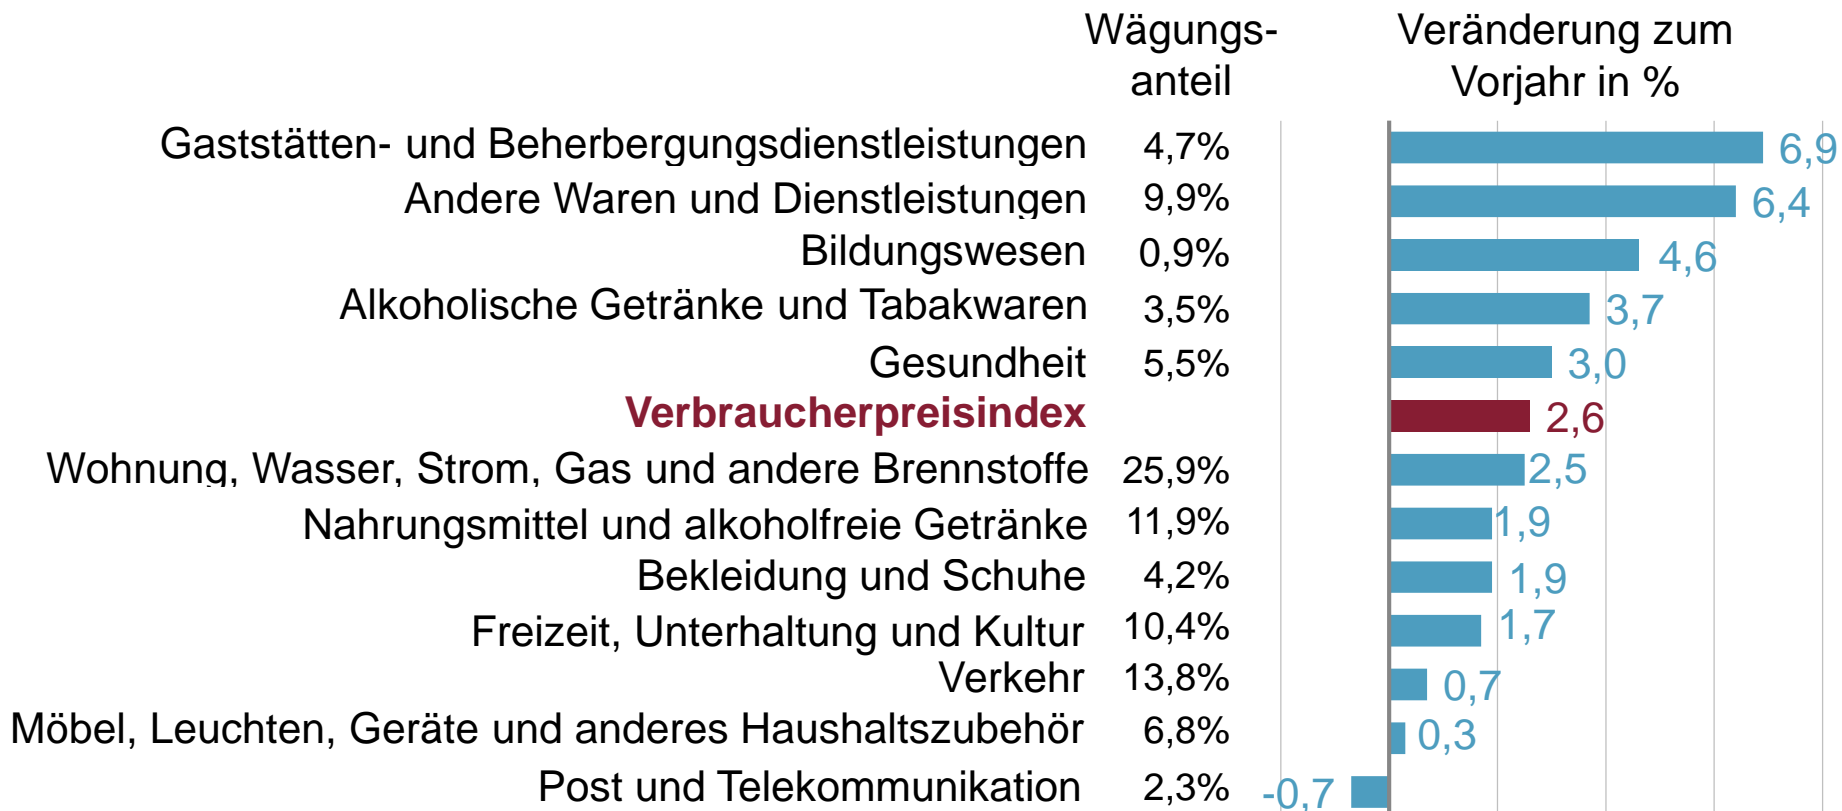 Wägungs- Veränderung zum
anteil Vorjahr in %
Gaststätten- und Beherbergungsdienstleistungen 4,7% 6,9
Andere Waren und Dienstleistungen 9,9% 6,4
Bildungswesen 0,9% 4,6
Alkoholische Getränke und Tabakwaren 3,5% 3,7
Gesundheit 5,5% 3,0
Verbraucherpreisindex 2,6
Wohnung, Wasser, Strom, Gas und andere Brennstoffe 25,9% 2,5
Nahrungsmittel und alkoholfreie Getränke 11,9% 1,9
Bekleidung und Schuhe 4,2% 1,9
Freizeit, Unterhaltung und Kultur 10,4% 1,7
Verkehr 13,8% 0,7
Möbel, Leuchten, Geräte und anderes Haushaltszubehör 6,8% 0,3
Post und Telekommunikation 2,3% -0,7